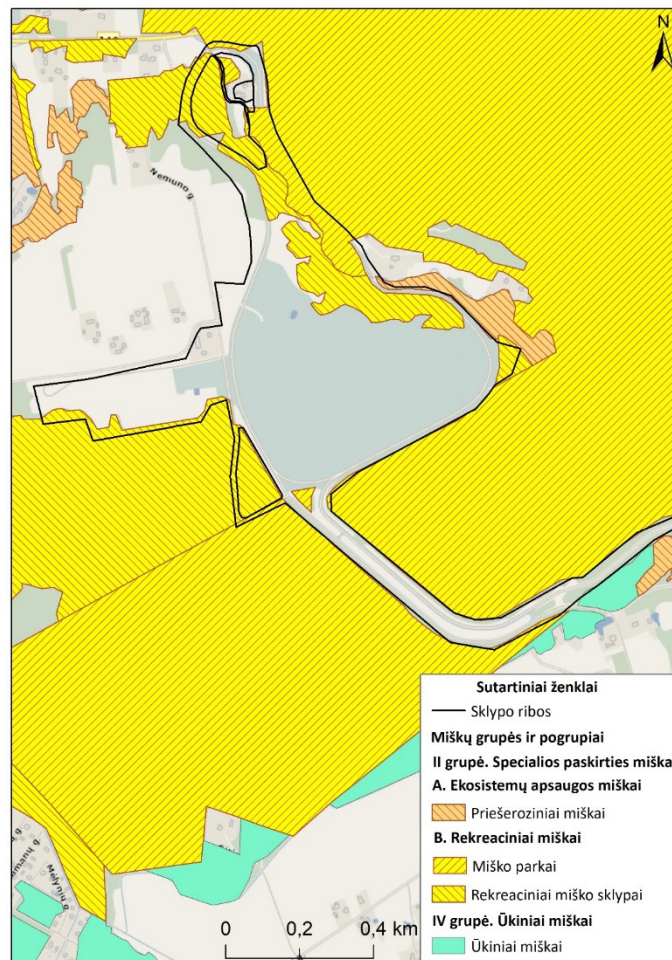 N
Nemuno g.
Sutartiniai ženklai
Sklypo ribos
Miškų grupės ir pogrupiai
II grupė. Specialios paskirties miška
A. Ekosistemų apsaugos miškai
Priešeroziniai miškai
B. Rekreaciniai miškai
Miško parkai
Rekreaciniai miško sklypai
IV grupė. Ūkiniai miškai
Ūkiniai miškai
Mėlynių g.
0 0,2 0,4 km